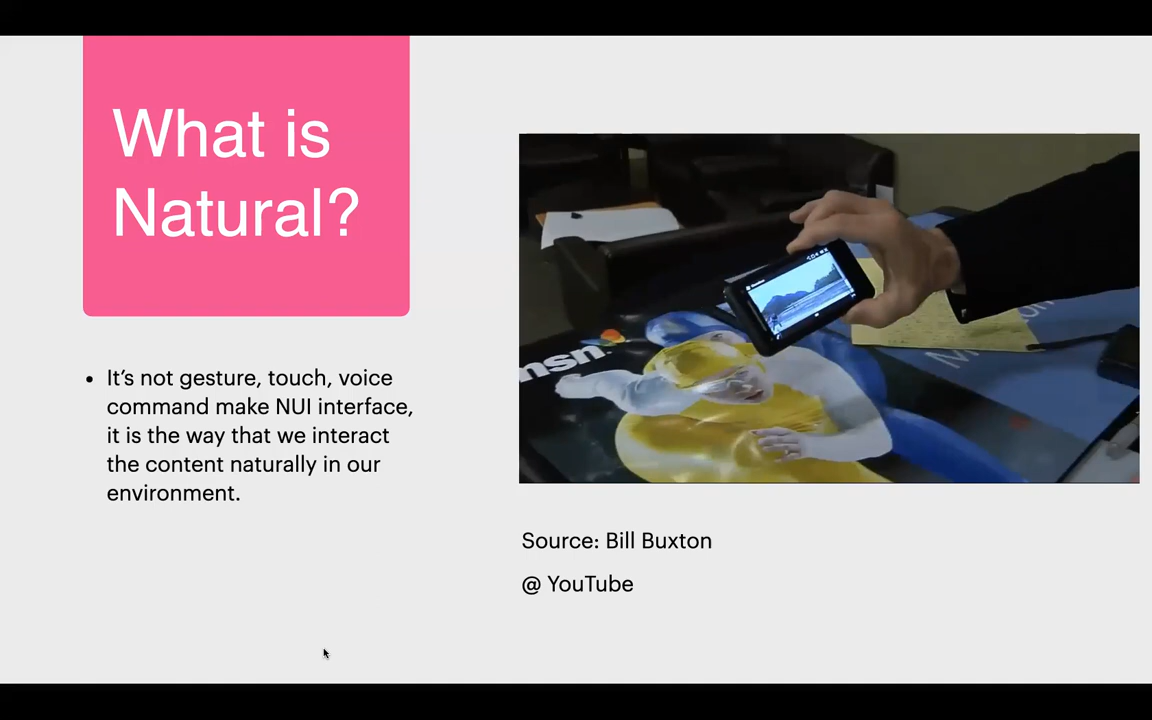 What is
Natural?
It's not gesture, touch, voice
command make NUI interface,
it is the way that we interact
the content naturally in our
environment.
msn
Source: Bill Buxton
@ YouTube